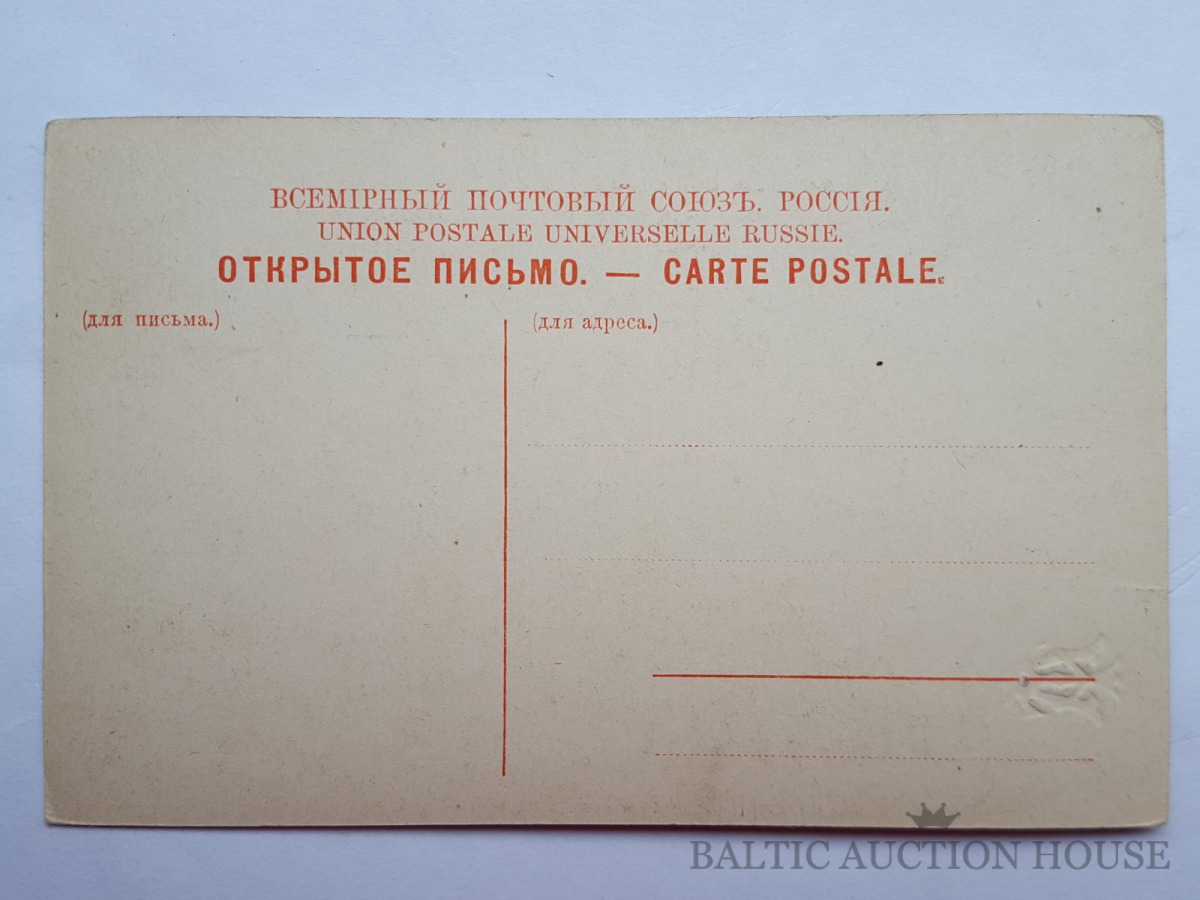 ВСЕМІРНЫЙ ПОЧТОВЫЙ СОЮЗЪ. РОССІЯ.
UNION POSTALE UNIVERSELLE RUSSIE.
ОТКРЫТОЕ ПИСЬМО. — CARTE POSTALE.
(для письма.)
(для адреса.)
BALTIC AUCTION HOUSE